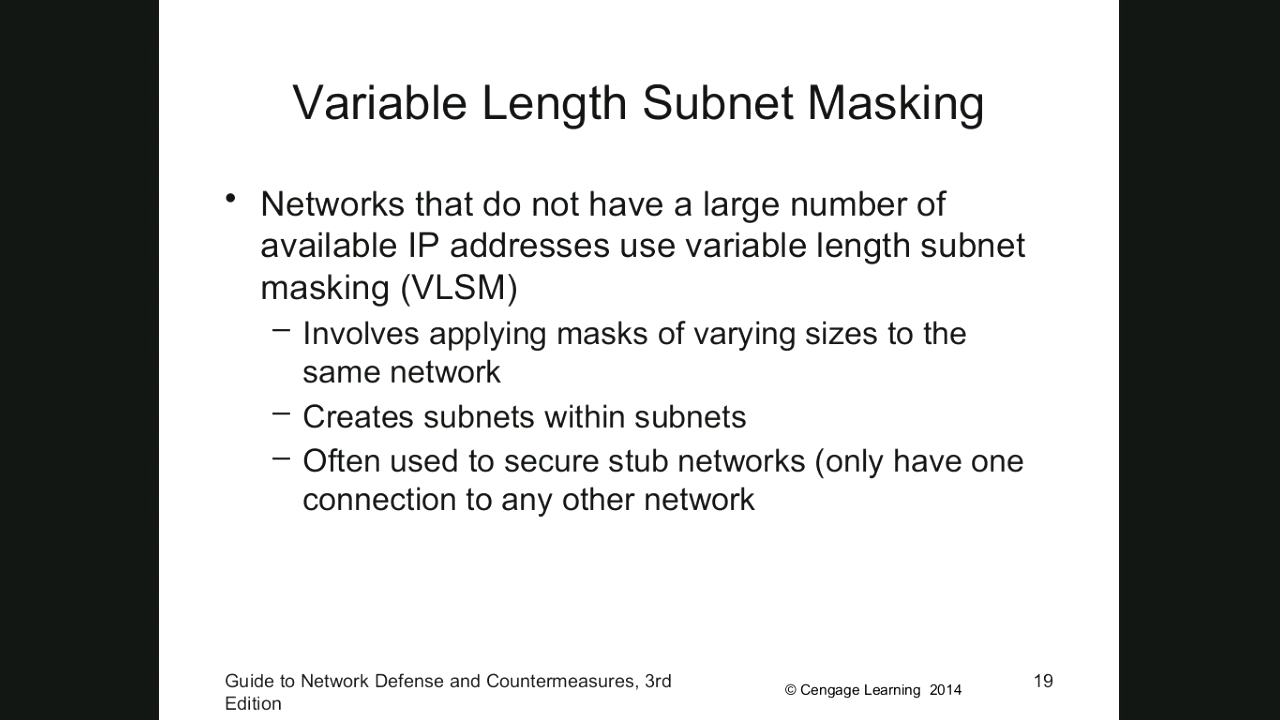 Variable Length Subnet Masking
• Networks that do not have a large number of
available IP addresses use variable length subnet
masking (VLSM)
– Involves applying masks of varying sizes to the
same network
– Creates subnets within subnets
– Often used to secure stub networks (only have one
connection to any other network
Guide to Network Defense and Countermeasures, 3rd
Edition
© Cengage Learning 2014
19